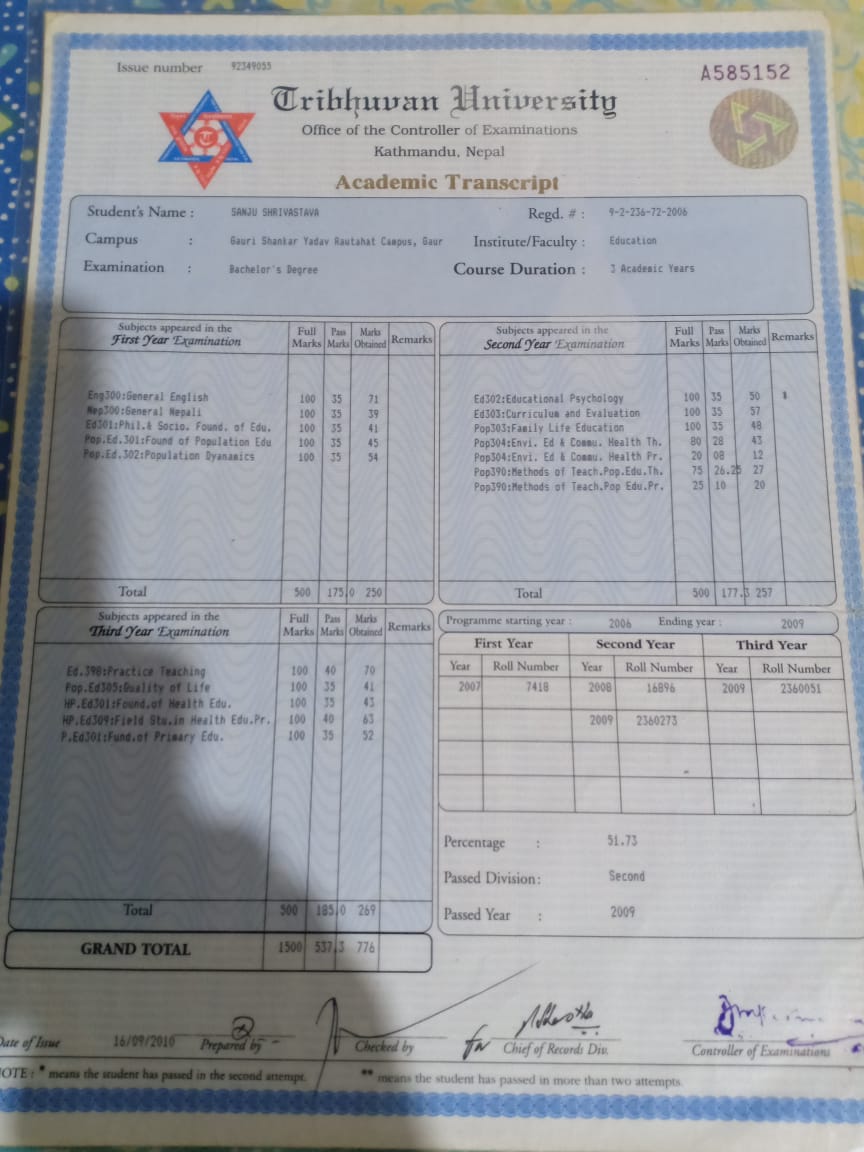 Issue number 92349055
A585152
Tribhuvan University
Office of the Controller of Examinations
Kathmandu, Nepal
Academic Transcript
Student's Name : SANJU SHRIVASTAVA Regd. # : 9-2-236-72-2006
Campus : Gauri Shankar Yadav Rautahat Campus, Gaur Institute/Faculty : Education
Examination : Bachelor's Degree Course Duration : 3 Academic Years
Subjects appeared in the First Year Examination Full Marks Pass Marks Marks Obtained Remarks
Eng300:General English 100 35 71
Nep300:General Nepali 100 35 39
Ed301:Phil.& Socio. Found. of Edu. 100 35 41
Pop.Ed.301:Found of Population Edu 100 35 45
Pop.Ed.302:Population Dyanamics 100 35 54
Total 500 175.0 250
Subjects appeared in the Second Year Examination Full Marks Pass Marks Marks Obtained Remarks
Ed302:Educational Psychology 100 35 50 *
Ed303:Curriculum and Evaluation 100 35 57
Pop303:Family Life Education 100 35 48
Pop304:Envi. Ed & Commu. Health Th. 80 28 43
Pop304:Envi. Ed & Commu. Health Pr. 20 08 12
Pop390:Methods of Teach.Pop.Edu.Th. 75 26.25 27
Pop390:Methods of Teach.Pop Edu.Pr. 25 10 20
Total 500 177.3 257
Subjects appeared in the Third Year Examination Full Marks Pass Marks Marks Obtained Remarks
Ed.398:Practice Teaching 100 40 70
Pop.Ed305:Quality of Life 100 35 41
HP.Ed301:Found.of Health Edu. 100 35 43
HP.Ed309:Field Stu.in Health Edu.Pr. 100 40 63
P.Ed301:Fund.of Primary Edu. 100 35 52
Total 500 185.0 269
GRAND TOTAL 1500 537.3 776
Programme starting year : 2006 Ending year : 2009
First Year Second Year Third Year
Year Roll Number Year Roll Number Year Roll Number
2007 7418 2008 16896 2009 2360051
2009 2360273
Percentage : 51.73
Passed Division : Second
Passed Year : 2009
Date of Issue 16/09/2010 Prepared by Checked by for Chief of Records Div. Controller of Examinations
NOTE : * means the student has passed in the second attempt. ** means the student has passed in more than two attempts.